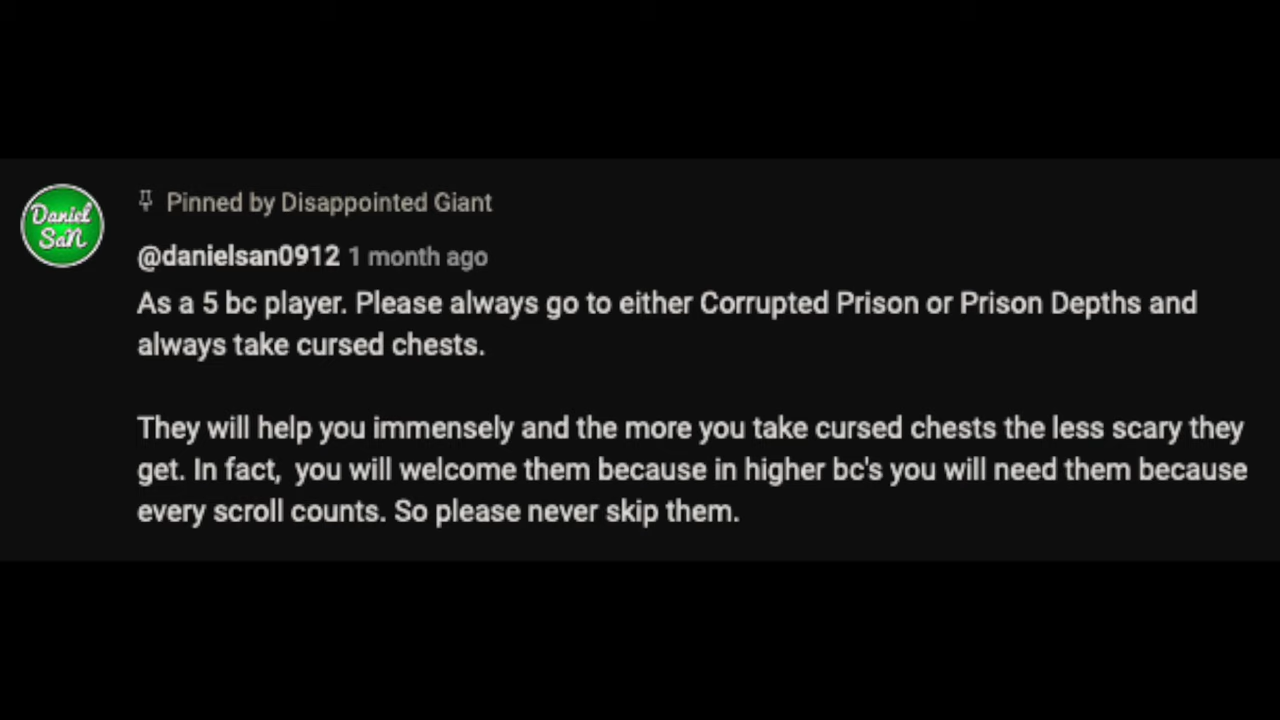 Daniel
SaN
Pinned by Disappointed Giant
@danielsan0912 1 month ago
As a 5 bc player. Please always go to either Corrupted Prison or Prison Depths and
always take cursed chests.
They will help you immensely and the more you take cursed chests the less scary they
get. In fact,  you will welcome them because in higher bc's you will need them because
every scroll counts. So please never skip them.